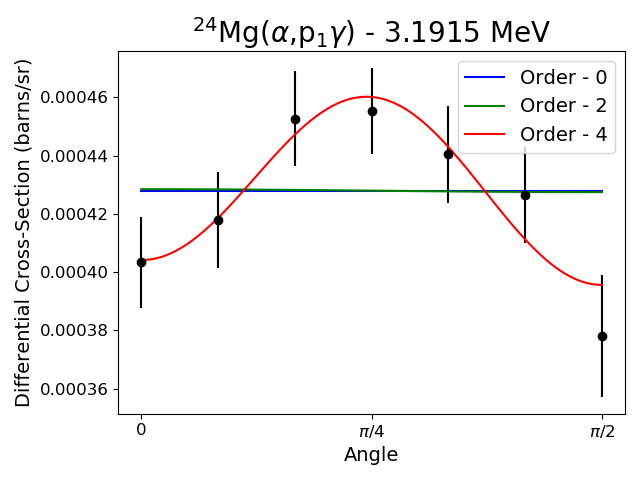 ²⁴Mg(α,p₁γ) - 3.1915 MeV
Differential Cross-Section (barns/sr)
0.00046
0.00044
0.00042
0.00040
0.00038
0.00036
Order - 0
Order - 2
Order - 4
0
π/4
π/2
Angle